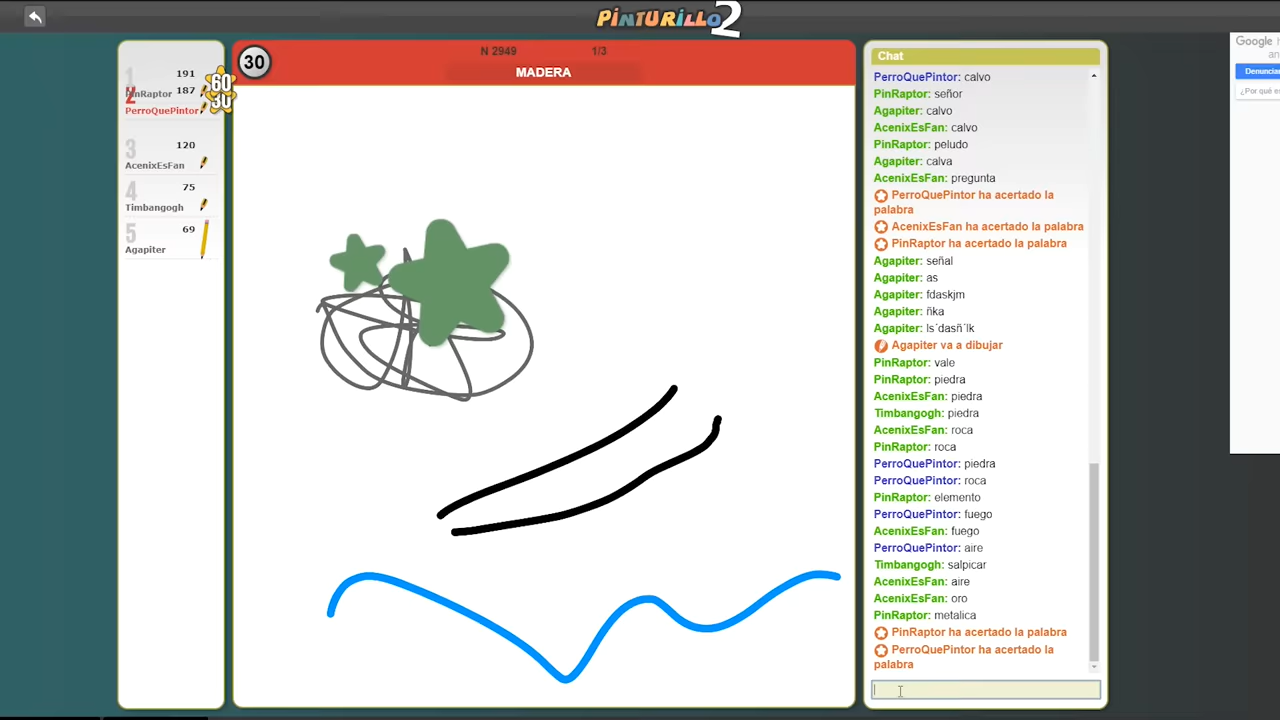 PINTURILLO 2
30
N 2949
1/3
MADERA
1
191
PinRaptor
60
2
187
PerroQuePintor
30
3
120
AcenixEsFan
4
75
Timbangogh
5
69
Agapiter
Chat
PerroQuePintor: calvo
PinRaptor: señor
Agapiter: calvo
AcenixEsFan: calvo
PinRaptor: peludo
Agapiter: calva
AcenixEsFan: pregunta
PerroQuePintor ha acertado la
palabra
AcenixEsFan ha acertado la palabra
PinRaptor ha acertado la palabra
Agapiter: señal
Agapiter: as
Agapiter: fdaskjm
Agapiter: ñka
Agapiter: ls´dasñ´lk
Agapiter va a dibujar
PinRaptor: vale
PinRaptor: piedra
AcenixEsFan: piedra
Timbangogh: piedra
AcenixEsFan: roca
PinRaptor: roca
PerroQuePintor: piedra
PerroQuePintor: roca
PinRaptor: elemento
PerroQuePintor: fuego
AcenixEsFan: fuego
PerroQuePintor: aire
Timbangogh: salpicar
AcenixEsFan: aire
AcenixEsFan: oro
PinRaptor: metalica
PinRaptor ha acertado la palabra
PerroQuePintor ha acertado la
palabra
Google
an
Denuncia
¿Por qué es